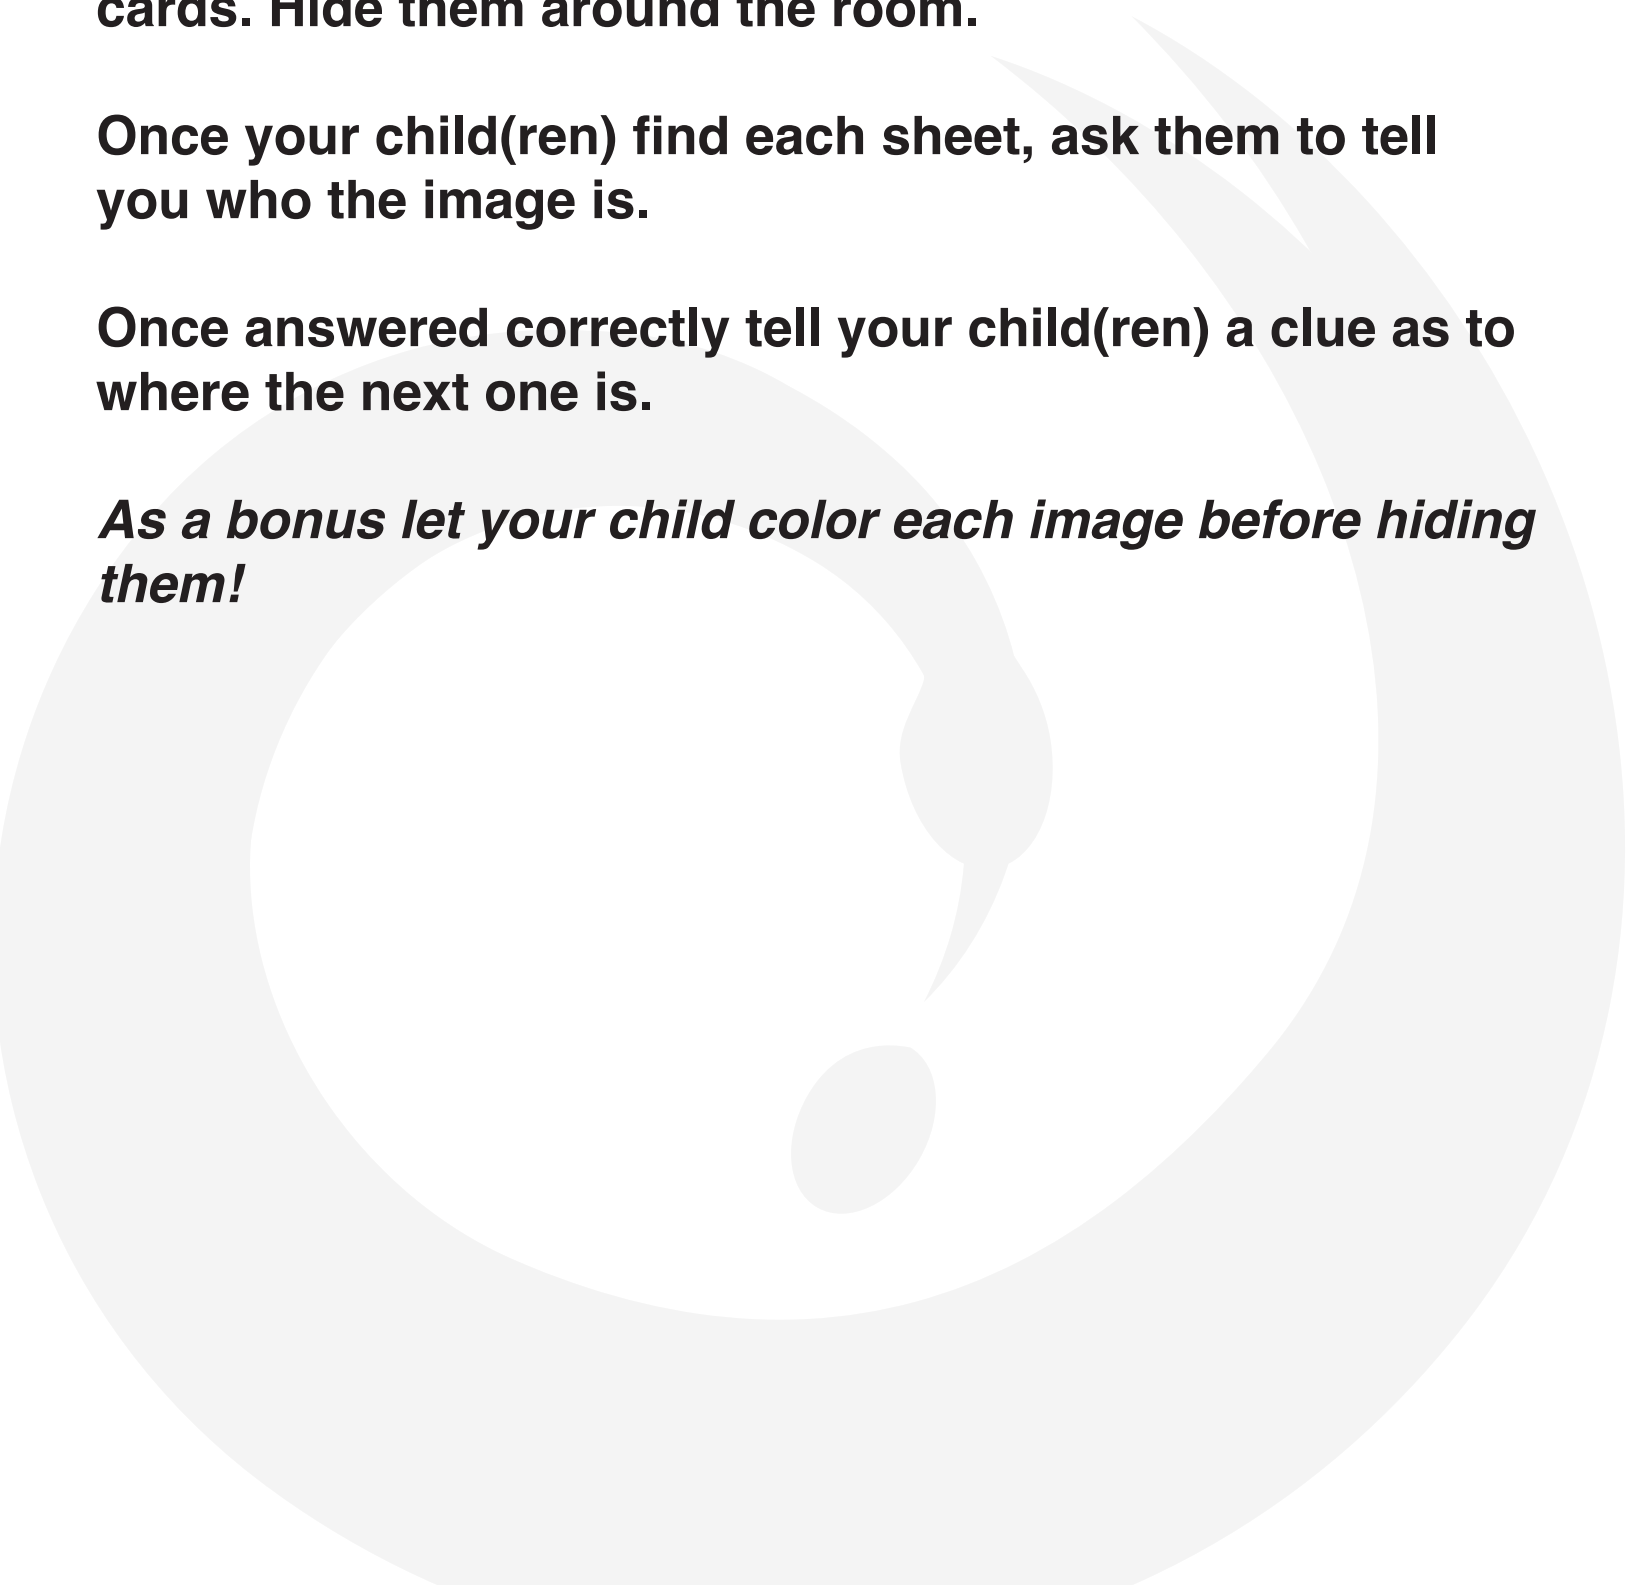 cards. Hide them around the room.
Once your child(ren) find each sheet, ask them to tell
you who the image is.
Once answered correctly tell your child(ren) a clue as to
where the next one is.
As a bonus let your child color each image before hiding
them!